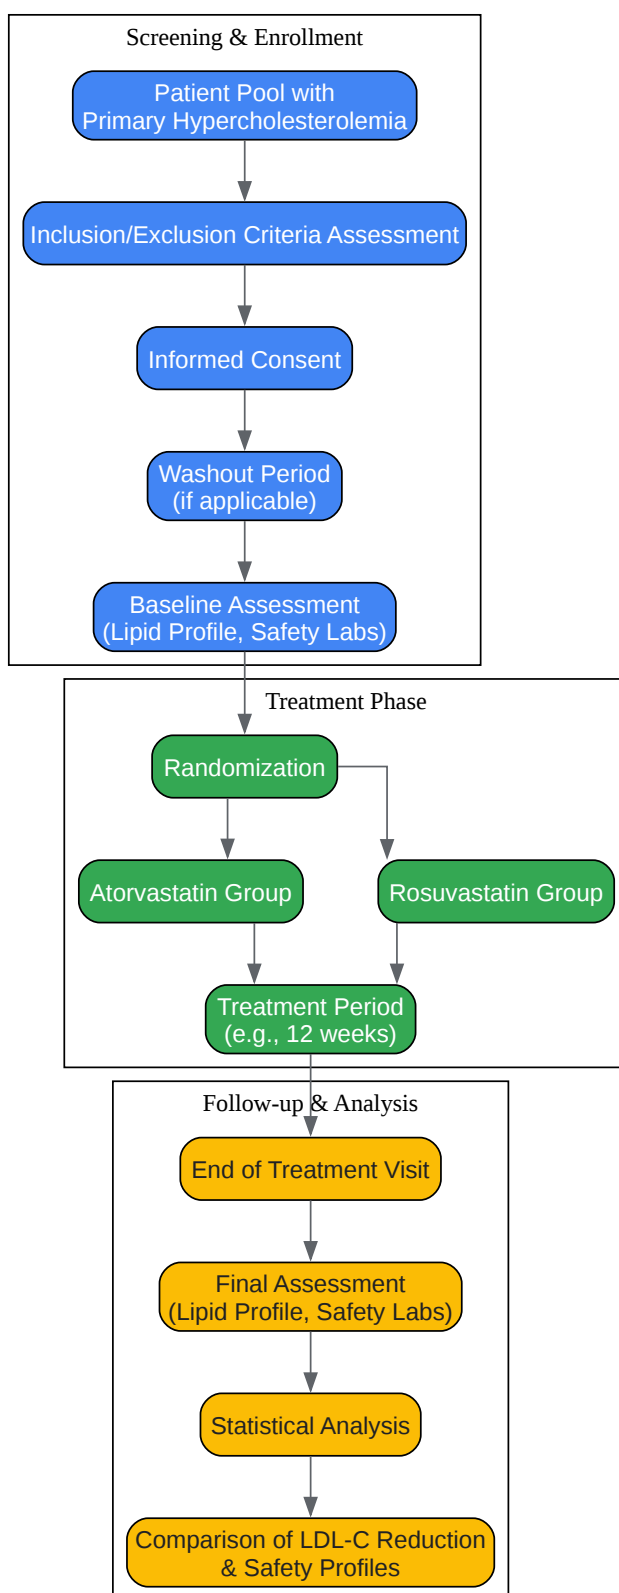 Screening & Enrollment
Patient Pool with
Primary Hypercholesterolemia
Inclusion/Exclusion Criteria Assessment
Informed Consent
Washout Period
(if applicable)
Baseline Assessment
(Lipid Profile, Safety Labs)
Treatment Phase
Randomization
Atorvastatin Group
Rosuvastatin Group
Treatment Period
(e.g., 12 weeks)
Follow-up & Analysis
End of Treatment Visit
Final Assessment
(Lipid Profile, Safety Labs)
Statistical Analysis
Comparison of LDL-C Reduction
& Safety Profiles